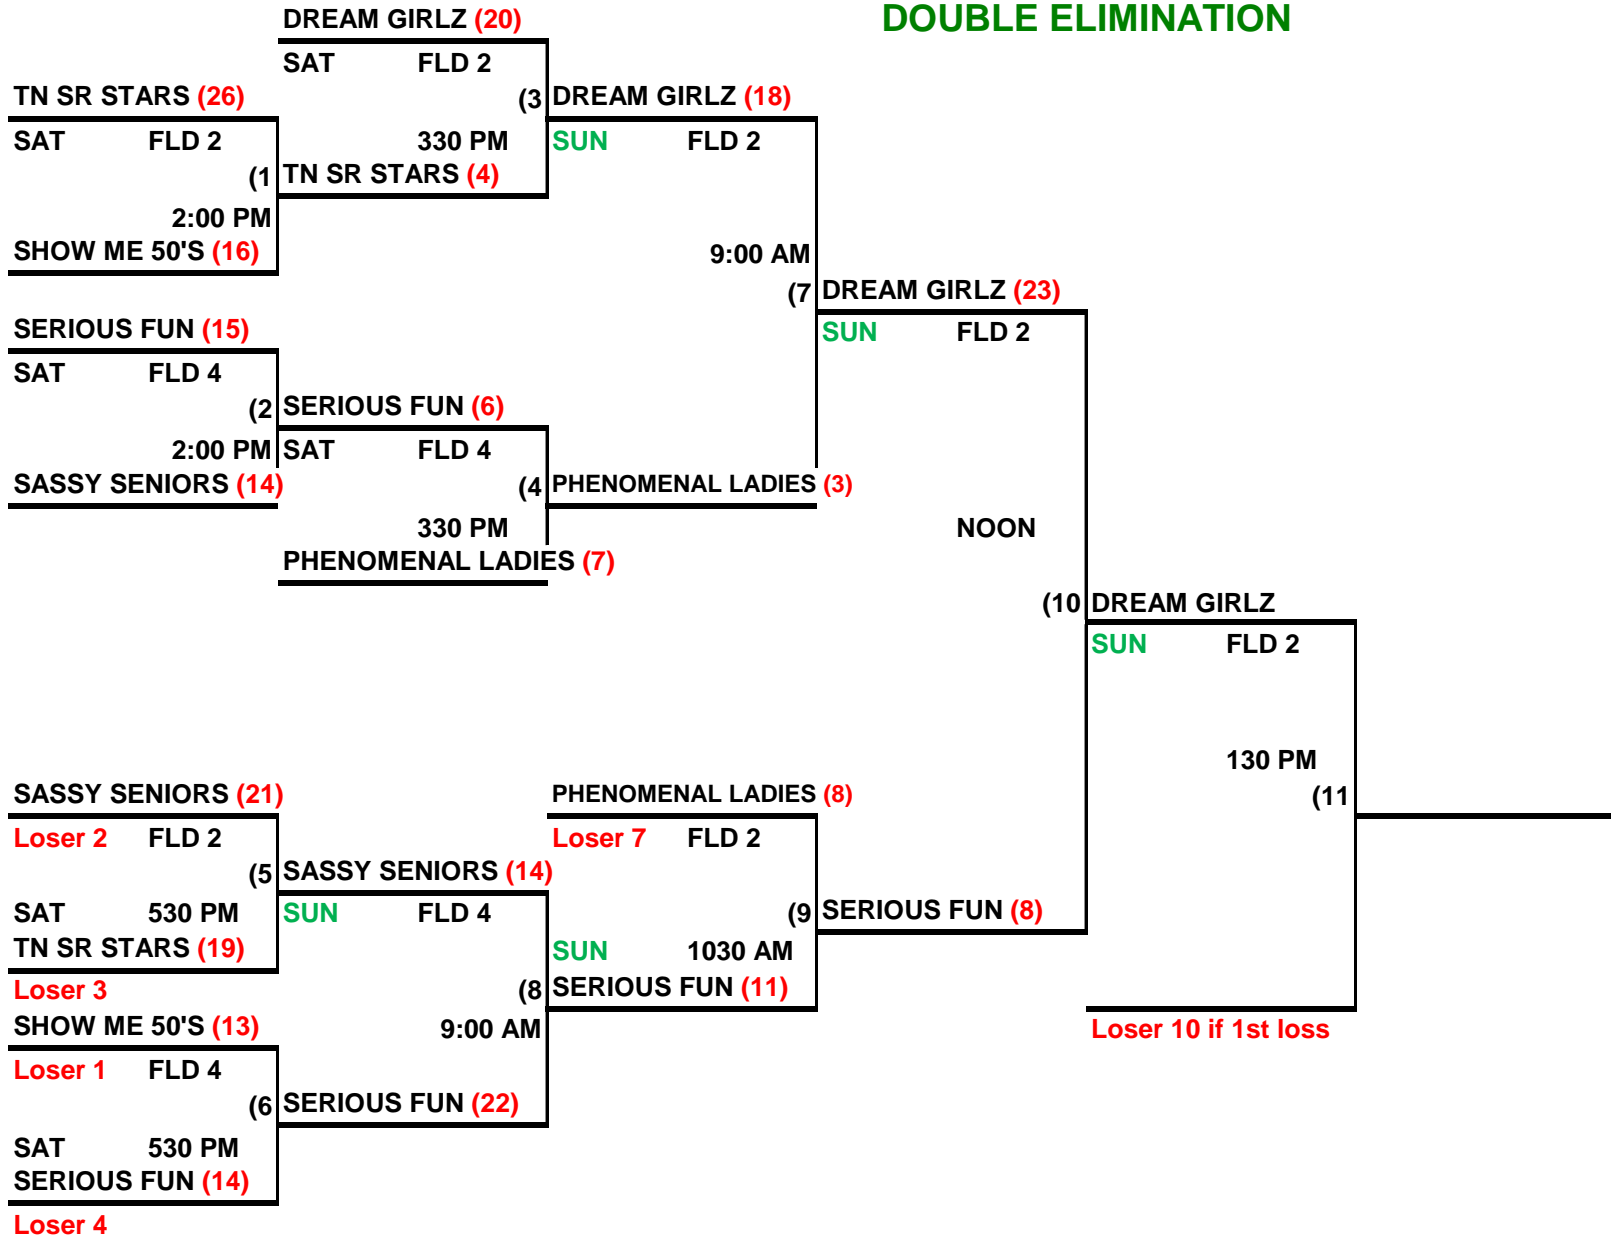 DREAM GIRLZ (20) DOUBLE ELIMINATION
SAT FLD 2
TN SR STARS (26) (3 DREAM GIRLZ (18)
SAT FLD 2 330 PM SUN FLD 2
(1 TN SR STARS (4)
2:00 PM
SHOW ME 50'S (16) 9:00 AM
(7 DREAM GIRLZ (23)
SERIOUS FUN (15) SUN FLD 2
SAT FLD 4
(2 SERIOUS FUN (6)
2:00 PM SAT FLD 4
SASSY SENIORS (14) (4 PHENOMENAL LADIES (3)
330 PM NOON
PHENOMENAL LADIES (7)
(10 DREAM GIRLZ
SUN FLD 2
130 PM
SASSY SENIORS (21) PHENOMENAL LADIES (8) (11
Loser 2 FLD 2 Loser 7 FLD 2
(5 SASSY SENIORS (14)
SAT 530 PM SUN FLD 4 (9 SERIOUS FUN (8)
TN SR STARS (19) SUN 1030 AM
Loser 3 (8 SERIOUS FUN (11)
SHOW ME 50'S (13) 9:00 AM Loser 10 if 1st loss
Loser 1 FLD 4
(6 SERIOUS FUN (22)
SAT 530 PM
SERIOUS FUN (14)
Loser 4